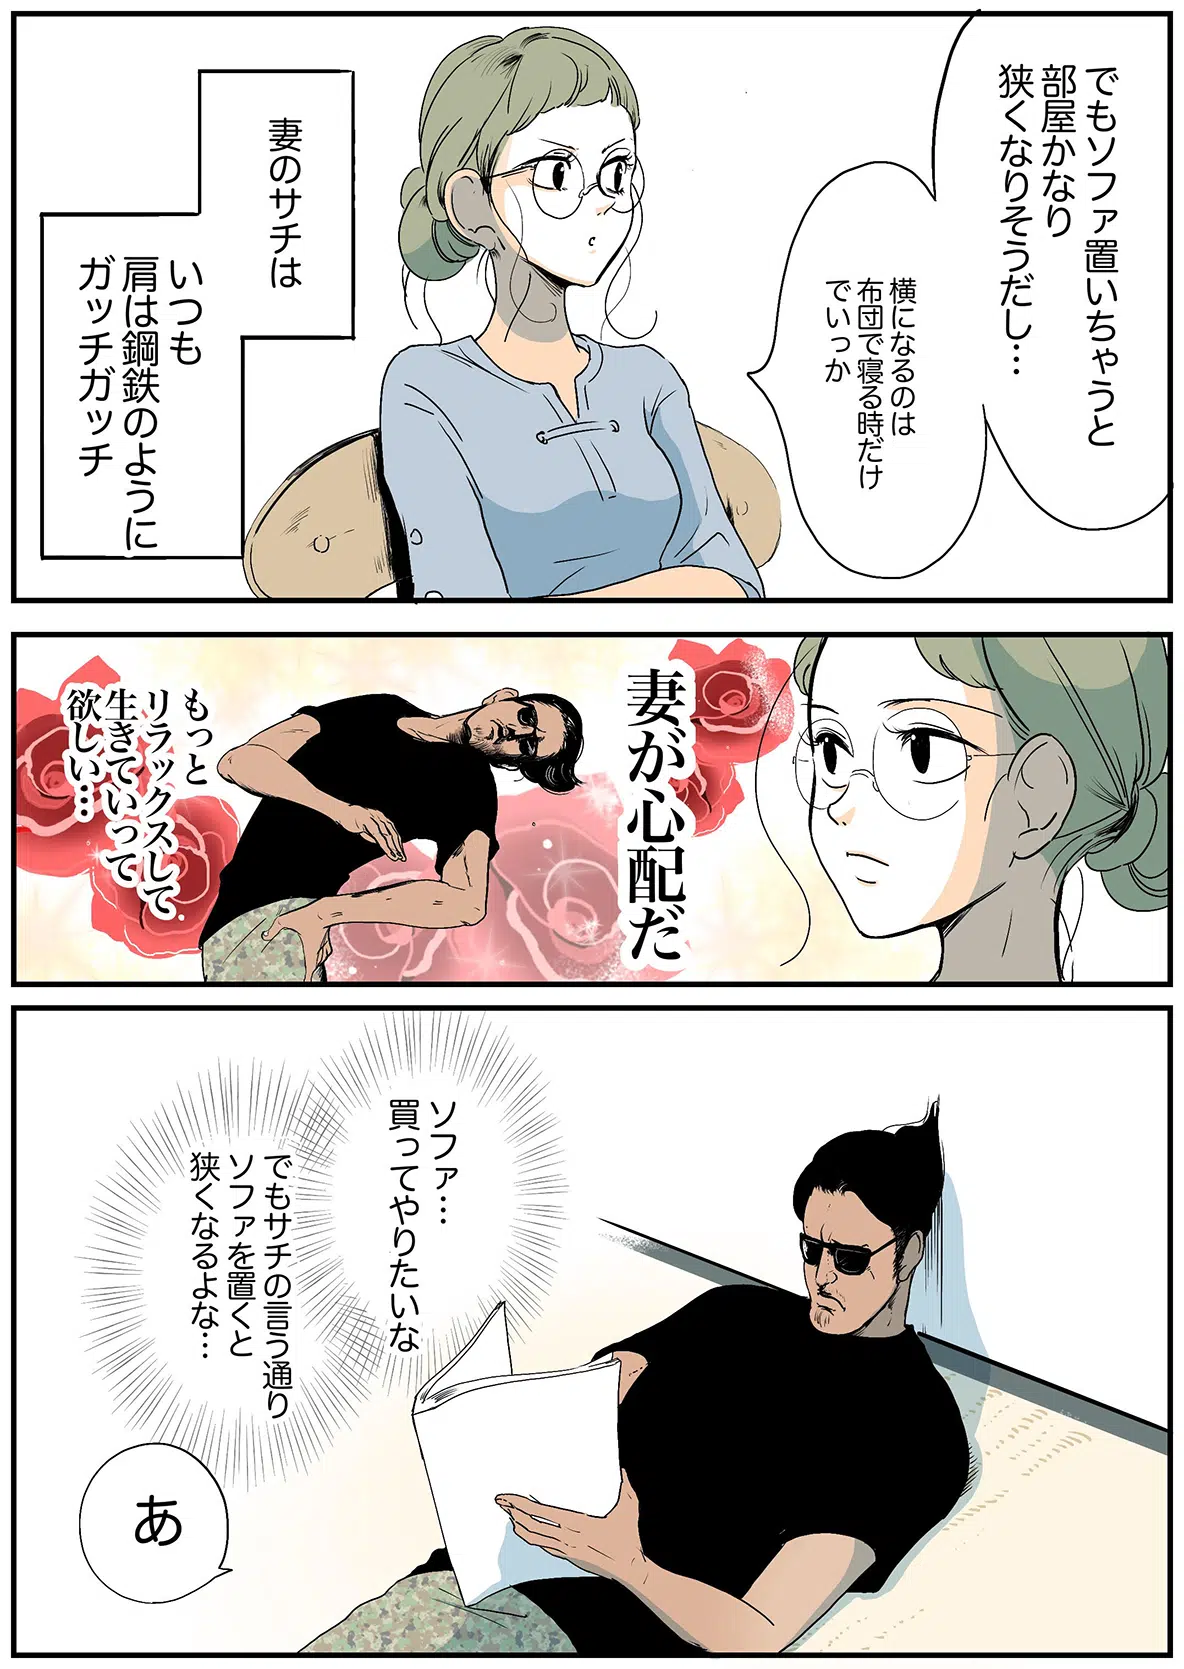 でもソファ置いちゃうと
部屋かなり
狭くなりそうだし…
横になるのは
布団で寝る時だけ
でいっか
妻のサチは
いつも
肩は鋼鉄のように
ガッチガッチ
妻が心配だ
もっと
リラックスして
生きていって
欲しい…
ソファ…
買ってやりたいな
でもサチの言う通り
ソファを置くと
狭くなるよな…
あ